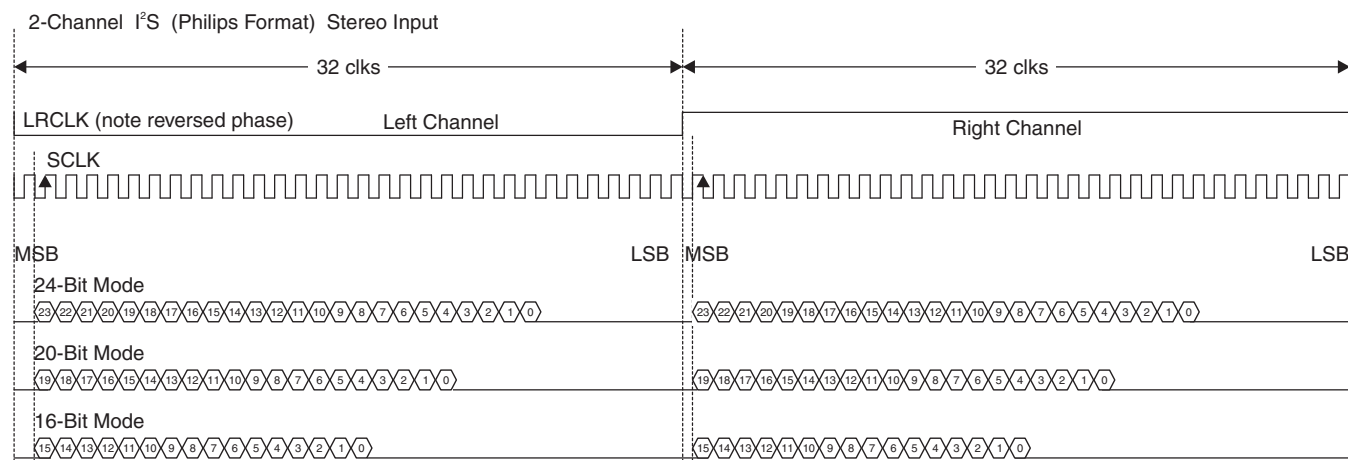 2-Channel I²S (Philips Format) Stereo Input
32 clks 32 clks
LRCLK (note reversed phase) Left Channel Right Channel
SCLK
MSB LSB MSB LSB
24-Bit Mode
23 22 21 20 19 18 17 16 15 14 13 12 11 10 9 8 7 6 5 4 3 2 1 0 23 22 21 20 19 18 17 16 15 14 13 12 11 10 9 8 7 6 5 4 3 2 1 0
20-Bit Mode
19 18 17 16 15 14 13 12 11 10 9 8 7 6 5 4 3 2 1 0 19 18 17 16 15 14 13 12 11 10 9 8 7 6 5 4 3 2 1 0
16-Bit Mode
15 14 13 12 11 10 9 8 7 6 5 4 3 2 1 0 15 14 13 12 11 10 9 8 7 6 5 4 3 2 1 0